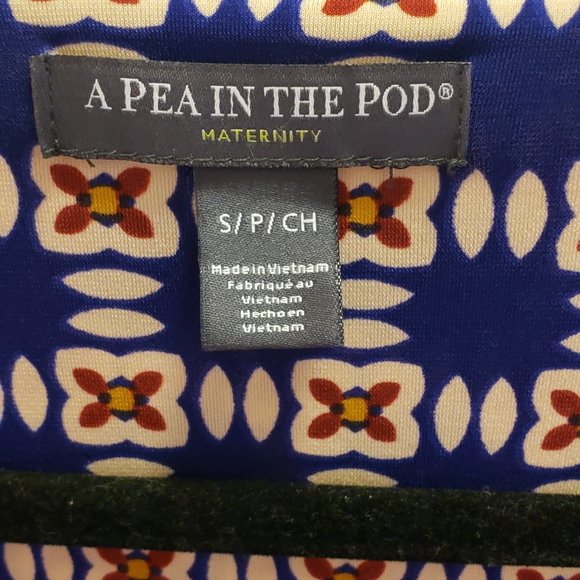 A PEA IN THE POD®
MATERNITY
S/P/CH
Made in Vietnam
Fabriqué au
Vietnam
Hecho en
Vietnam